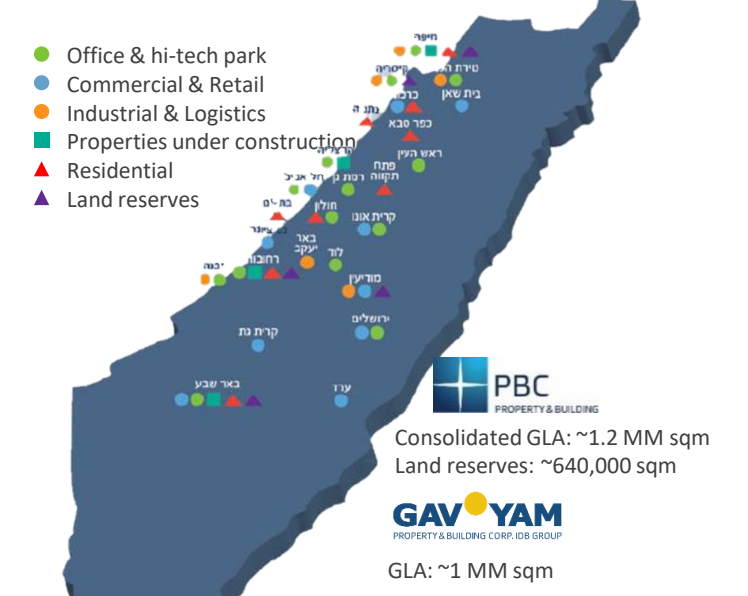 Office & hi-tech park
Commercial & Retail
Industrial & Logistics
Properties under construction
Residential
Land reserves
חיפה
קיסריה
בית שאן
כפר סבא
ראש העין
פתח
תקווה
רמת גן
תל אביב
חולון
קרית אונו
באר
יעקב
לוד
רחובות
יבנה
מודיעין
ירושלים
קרית גת
באר שבע
ערד
PBC
PROPERTY & BUILDING
Consolidated GLA: ~1.2 MM sqm
Land reserves: ~640,000 sqm
GAV YAM
PROPERTY & BUILDING CORP. IDB GROUP
GLA: ~1 MM sqm